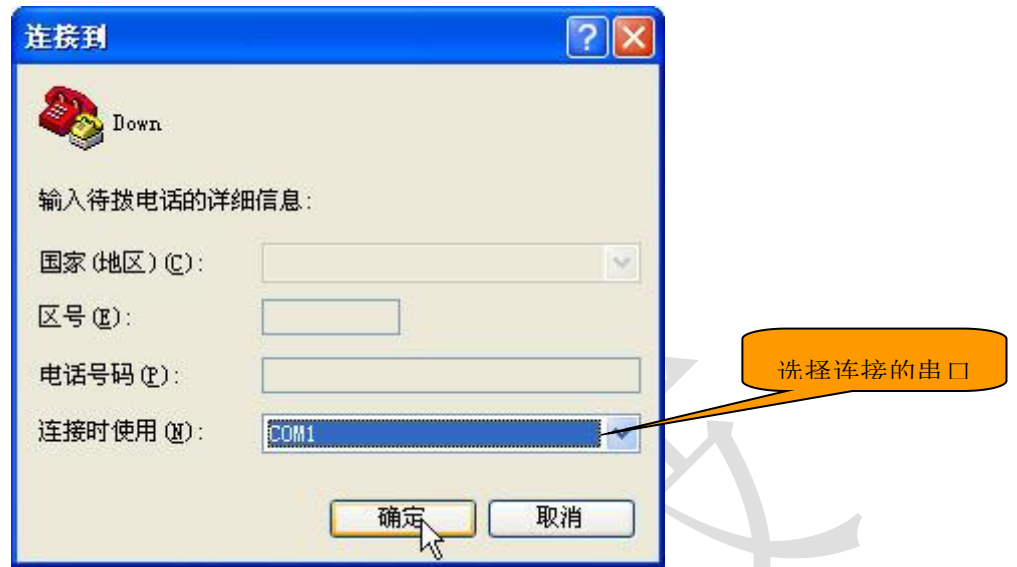 连接到
Down
输入待拨电话的详细信息:
国家(地区)(C):
区号(E):
电话号码(P):
选择连接的串口
连接时使用(N):
COM1
确定
取消